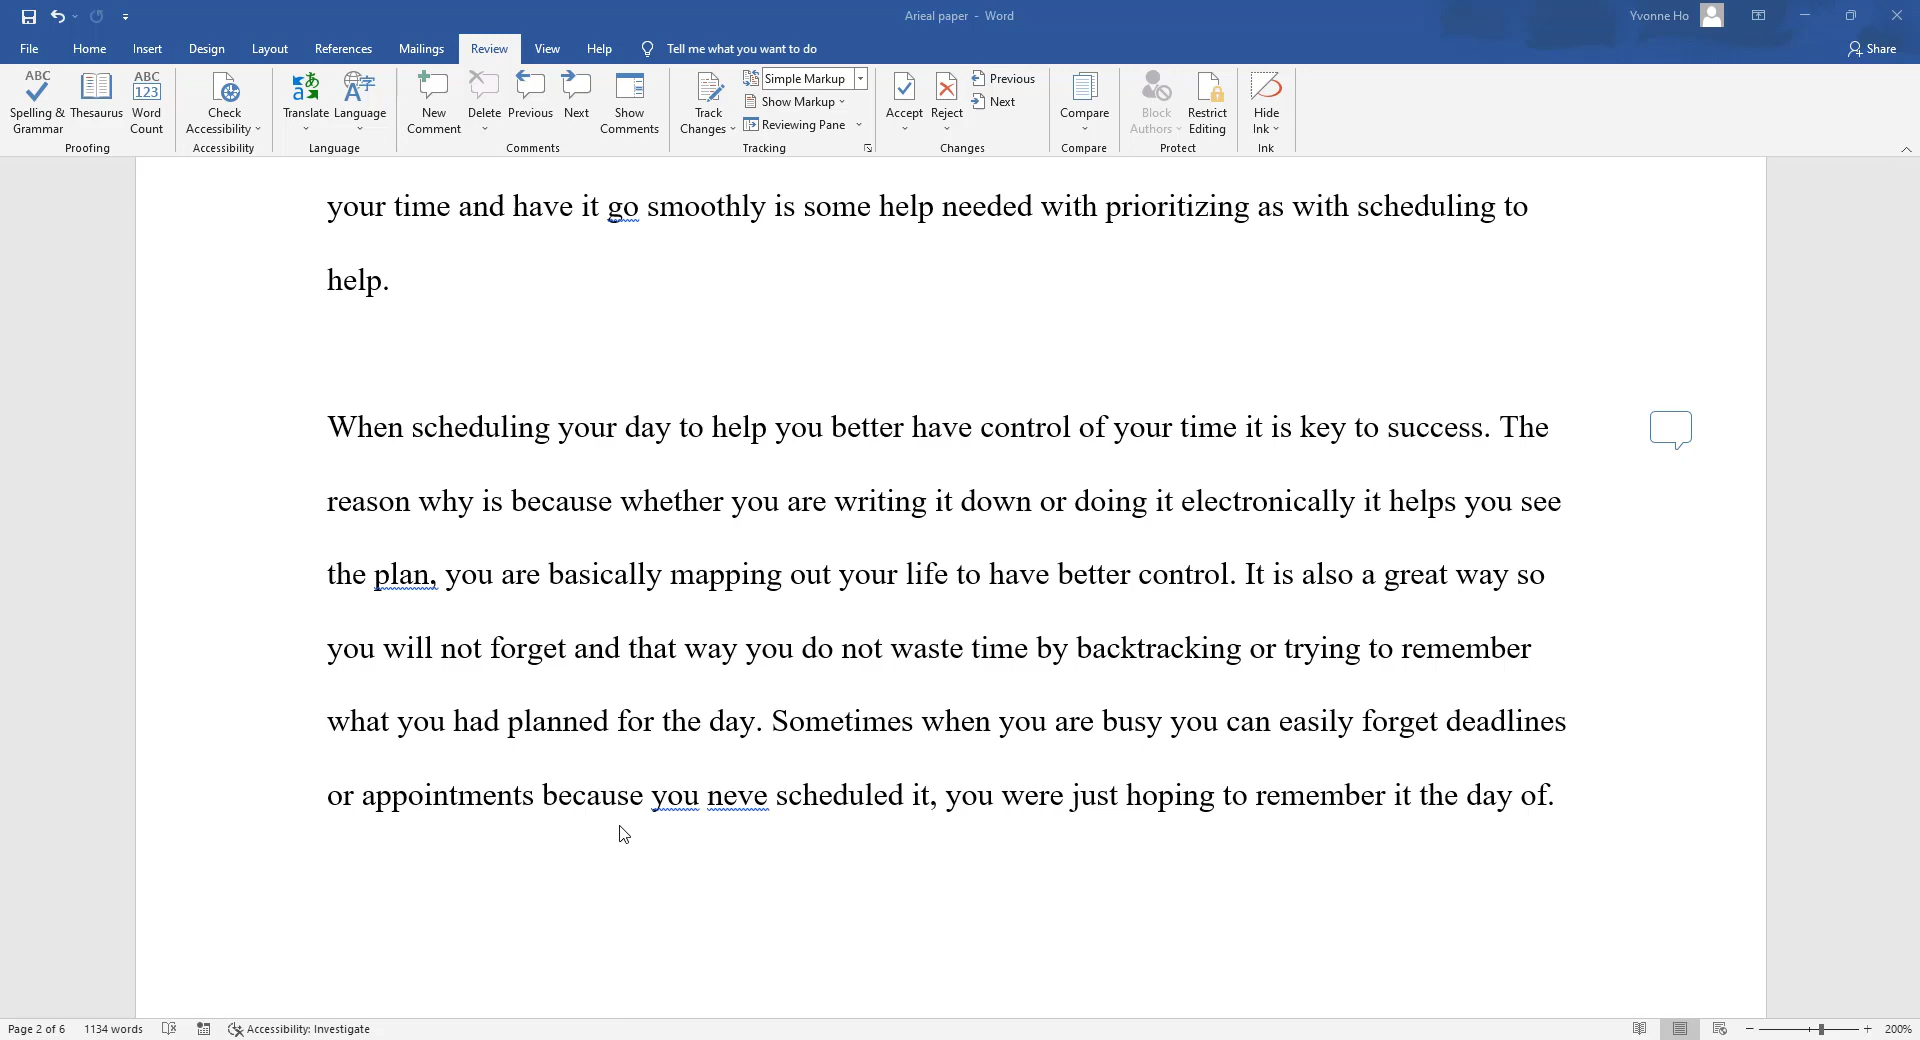 Arieal paper - Word
Yvonne Ho
File Home Insert Design Layout References Mailings Review View Help Tell me what you want to do Share
ABC ABC 123
Spelling & Grammar Thesaurus Word Count Check Accessibility Translate Language New Comment Delete Previous Next Show Comments Track Changes Simple Markup Show Markup Reviewing Pane Accept Reject Previous Next Compare Block Authors Restrict Editing Hide Ink
Proofing Accessibility Language Comments Tracking Changes Compare Protect Ink
your time and have it go smoothly is some help needed with prioritizing as with scheduling to
help.
When scheduling your day to help you better have control of your time it is key to success. The
reason why is because whether you are writing it down or doing it electronically it helps you see
the plan, you are basically mapping out your life to have better control. It is also a great way so
you will not forget and that way you do not waste time by backtracking or trying to remember
what you had planned for the day. Sometimes when you are busy you can easily forget deadlines
or appointments because you neve scheduled it, you were just hoping to remember it the day of.
Page 2 of 6 1134 words Accessibility: Investigate 200%